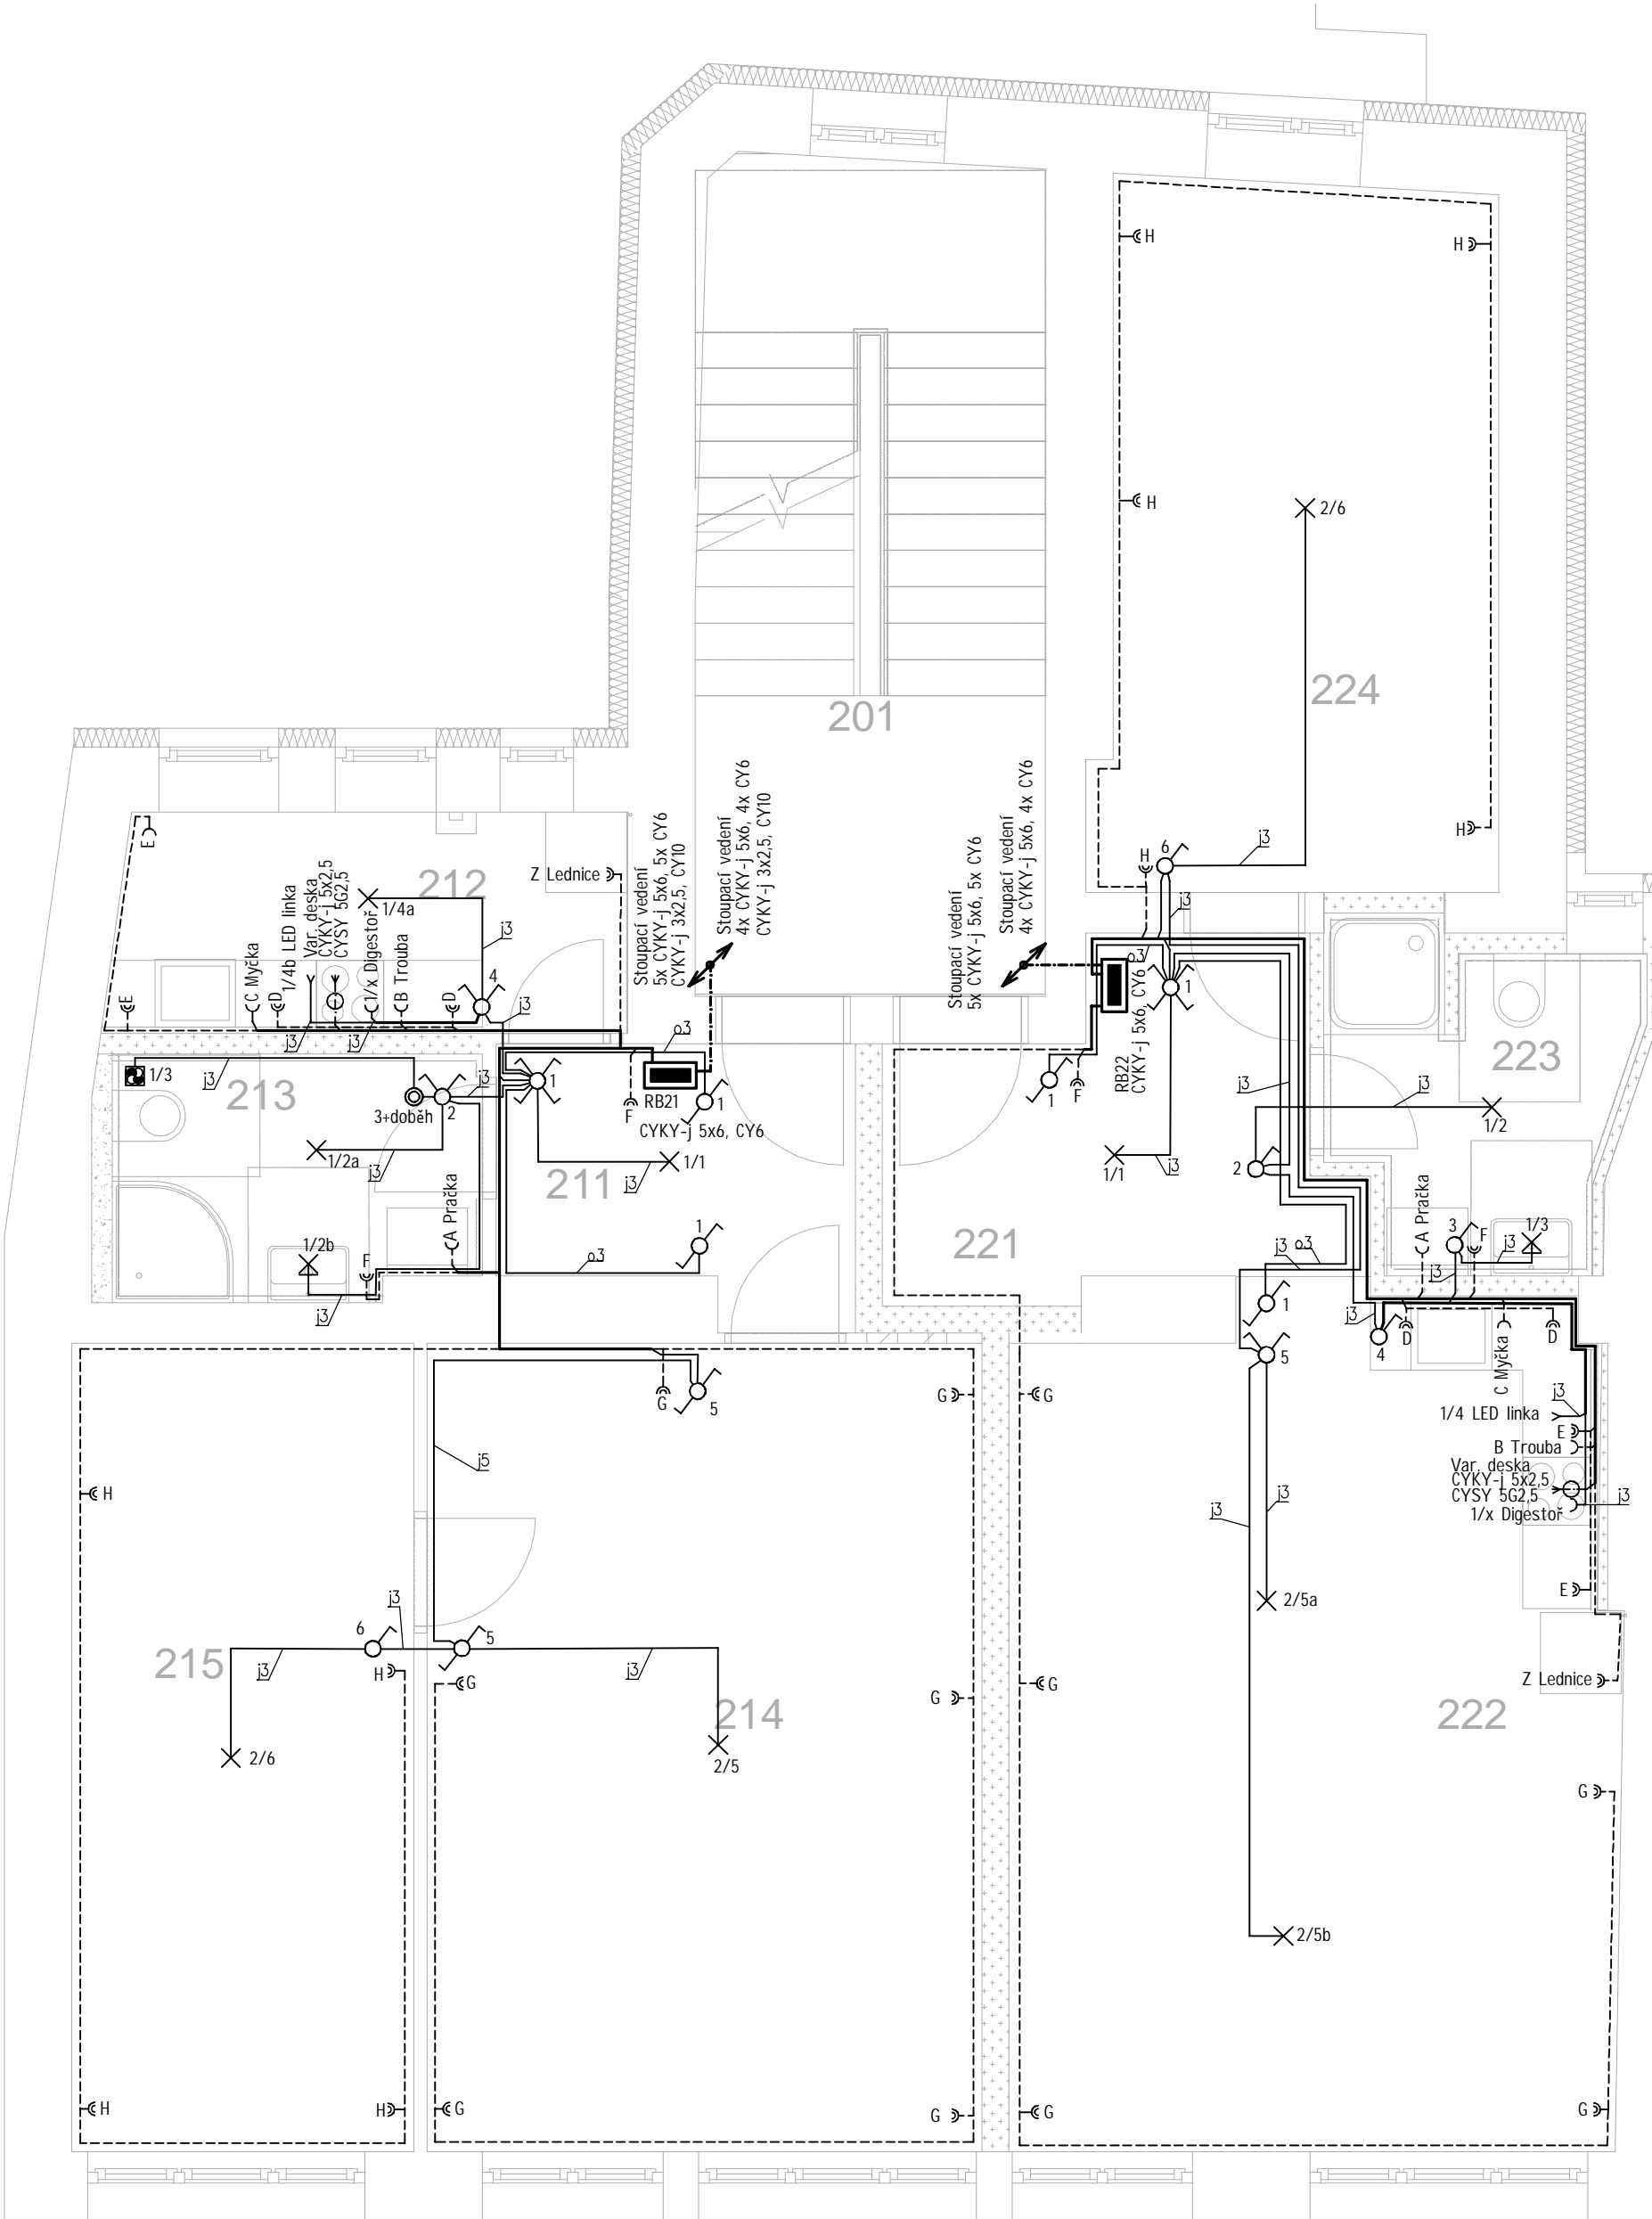 H
H
H
2/6
224
201
Stoupací vedení
5x CYKY-j 5x6, 5x CY6
CYKY-j 3x2,5, CY10
Stoupací vedení
4x CYKY-j 5x6, 4x CY6
CYKY-j 3x2,5, CY10
Stoupací vedení
5x CYKY-j 5x6, 5x CY6
Stoupací vedení
4x CYKY-j 5x6, 4x CY6
H
H
6
j3
j3
E
Z Lednice
212
1/4a
j3
E
C Myčka
D
1/4b LED linka
Var. deska
CYKY-j 5x2,5
CYSY 5G2,5
1/x Digestoř
B Trouba
D
4
j3
j3
j3
o3
o3
1
RB22
CYKY-j 5x6, CY6
1/3
j3
213
3+doběh
2
j3
1
F
RB21
1
CYKY-j 5x6, CY6
1
F
223
j3
j3
1/2
1/2a
j3
211
j3
1/1
1/1
j3
2
A Pračka
1/2b
F
j3
o3
1
221
j3
o3
A Pračka
3
F
j3
1/3
j3
1
j3
4
D
C Myčka
D
5
G
5
G
G
j3
1/4 LED linka
E
B Trouba
Var. deska
CYKY-j 5x2,5
CYSY 5G2,5
1/x Digestoř
j3
j5
H
j3
j3
E
2/5a
6
j3
5
215
j3
H
G
j3
G
G
Z Lednice
214
222
2/6
2/5
G
2/5b
H
H
G
G
G
G